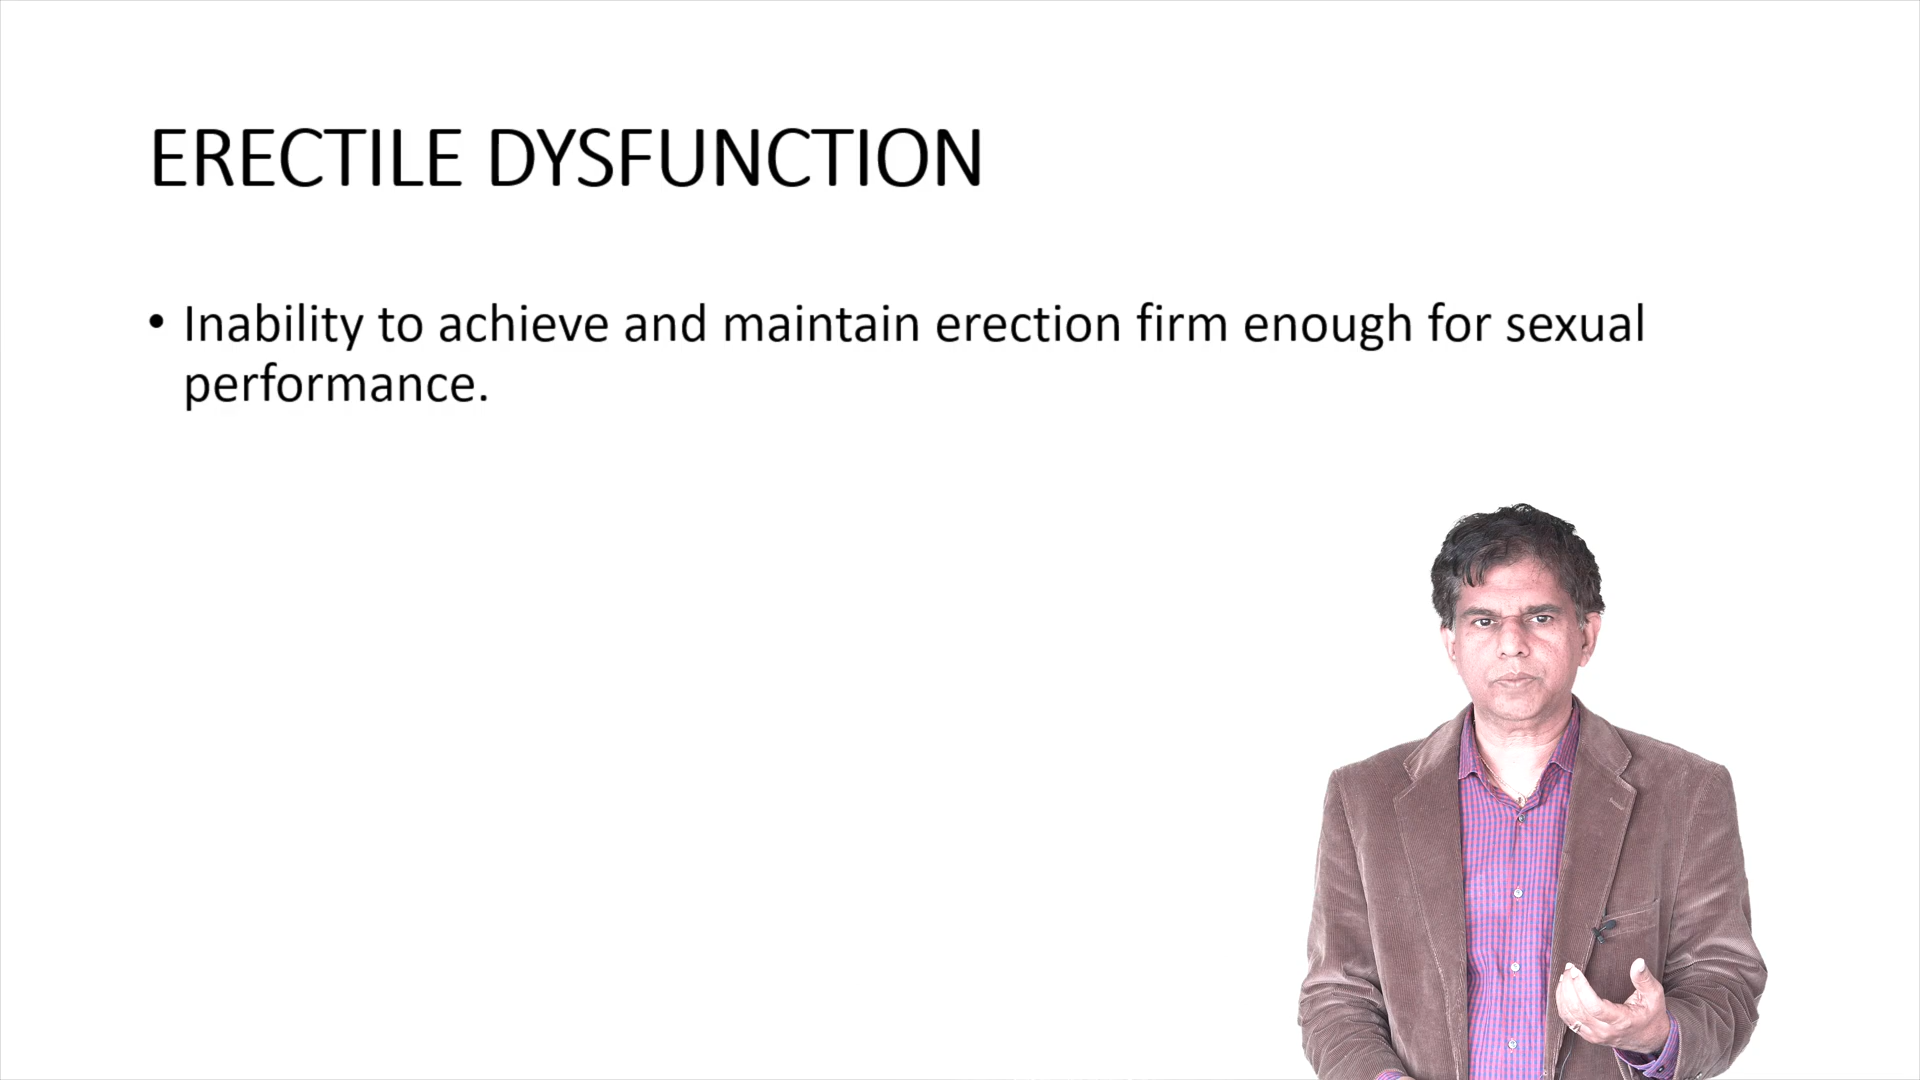 ERECTILE DYSFUNCTION
• Inability to achieve and maintain erection firm enough for sexual
performance.